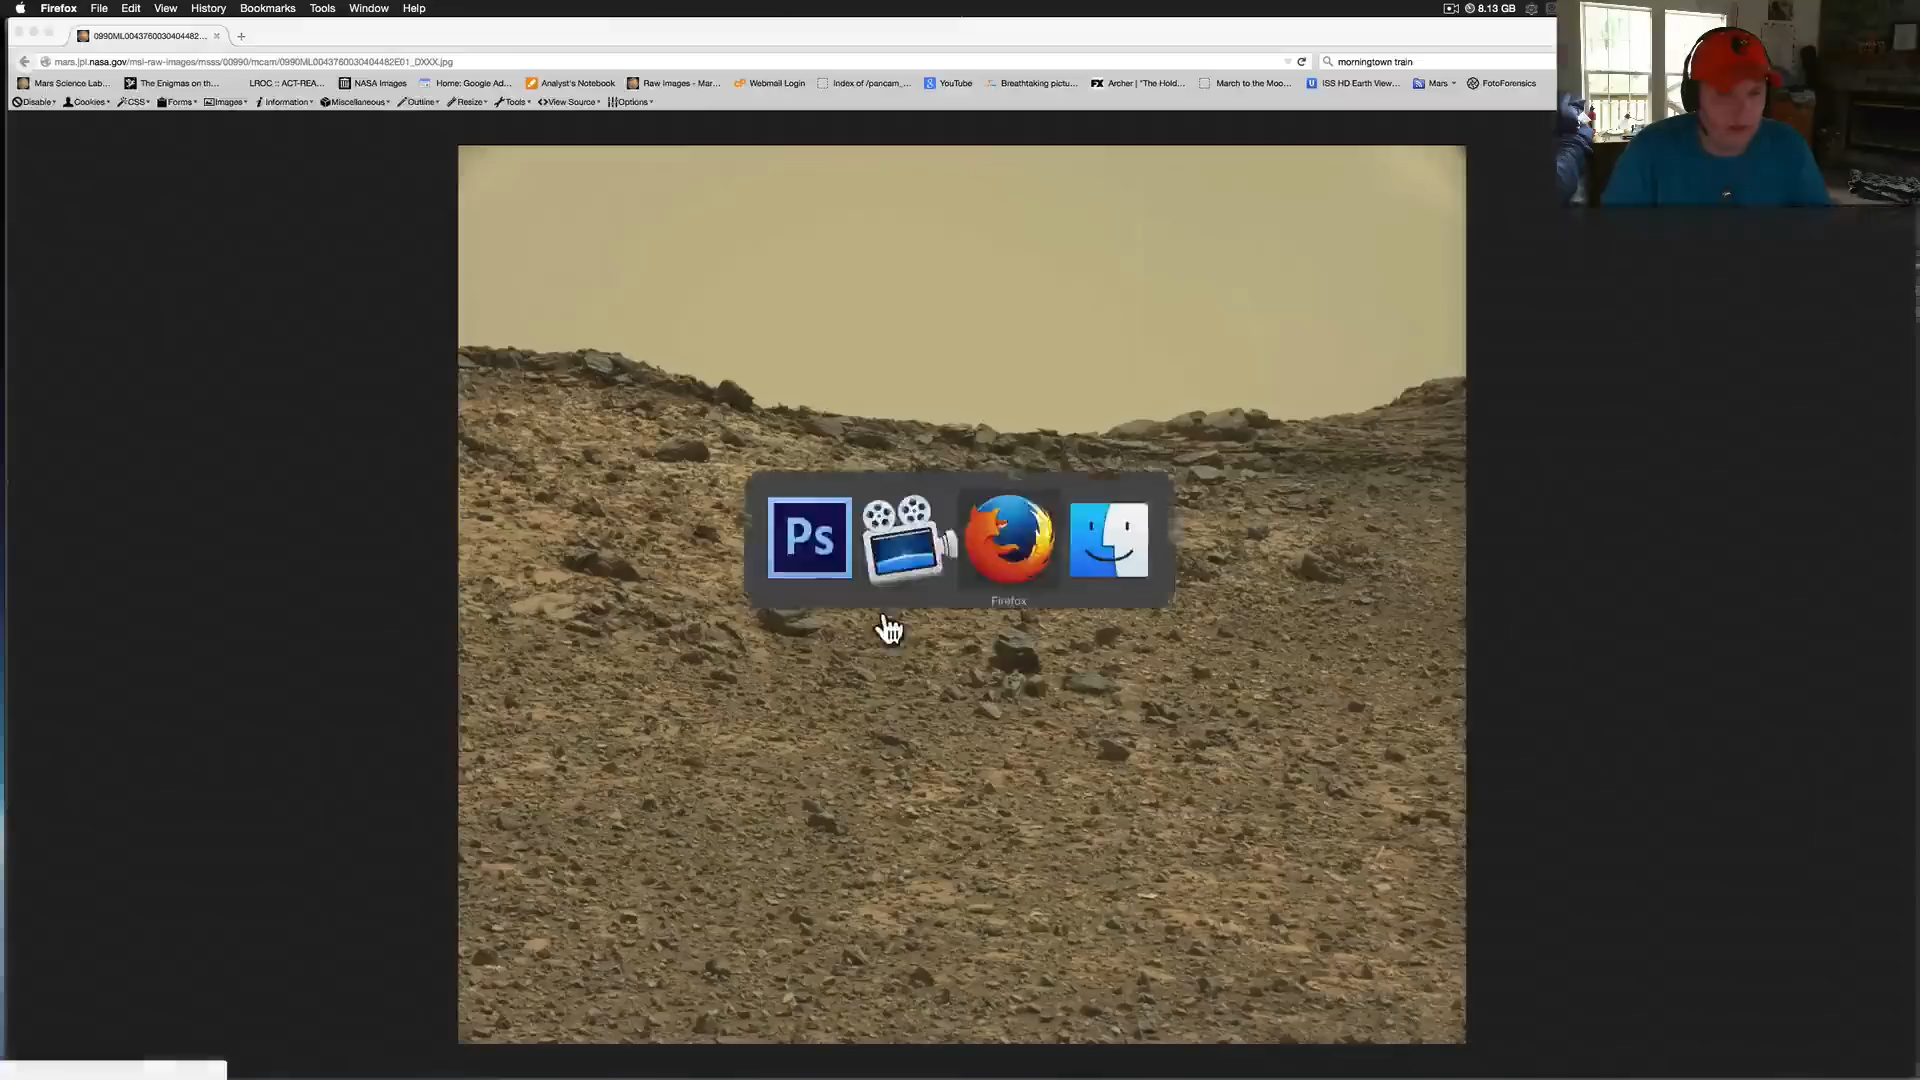 Firefox File Edit View History Bookmarks Tools Window Help 8.13 GB
0990ML0043760030404482...
mars.jpl.nasa.gov/msl-raw-images/msss/00990/mcam/0990ML0043760030404482E01_DXXX.jpg morningtown train
Mars Science Lab... The Enigmas on th... LROC :: ACT-REA... NASA Images Home: Google Ad... Analyst's Notebook Raw Images - Mar... Webmail Login Index of /pancam_... YouTube Breathtaking pictu... FX Archer | "The Hold... March to the Moo... ISS HD Earth View... Mars FotoForensics
Disable Cookies CSS Forms Images Information Miscellaneous Outline Resize Tools View Source Options
Ps
Firefox